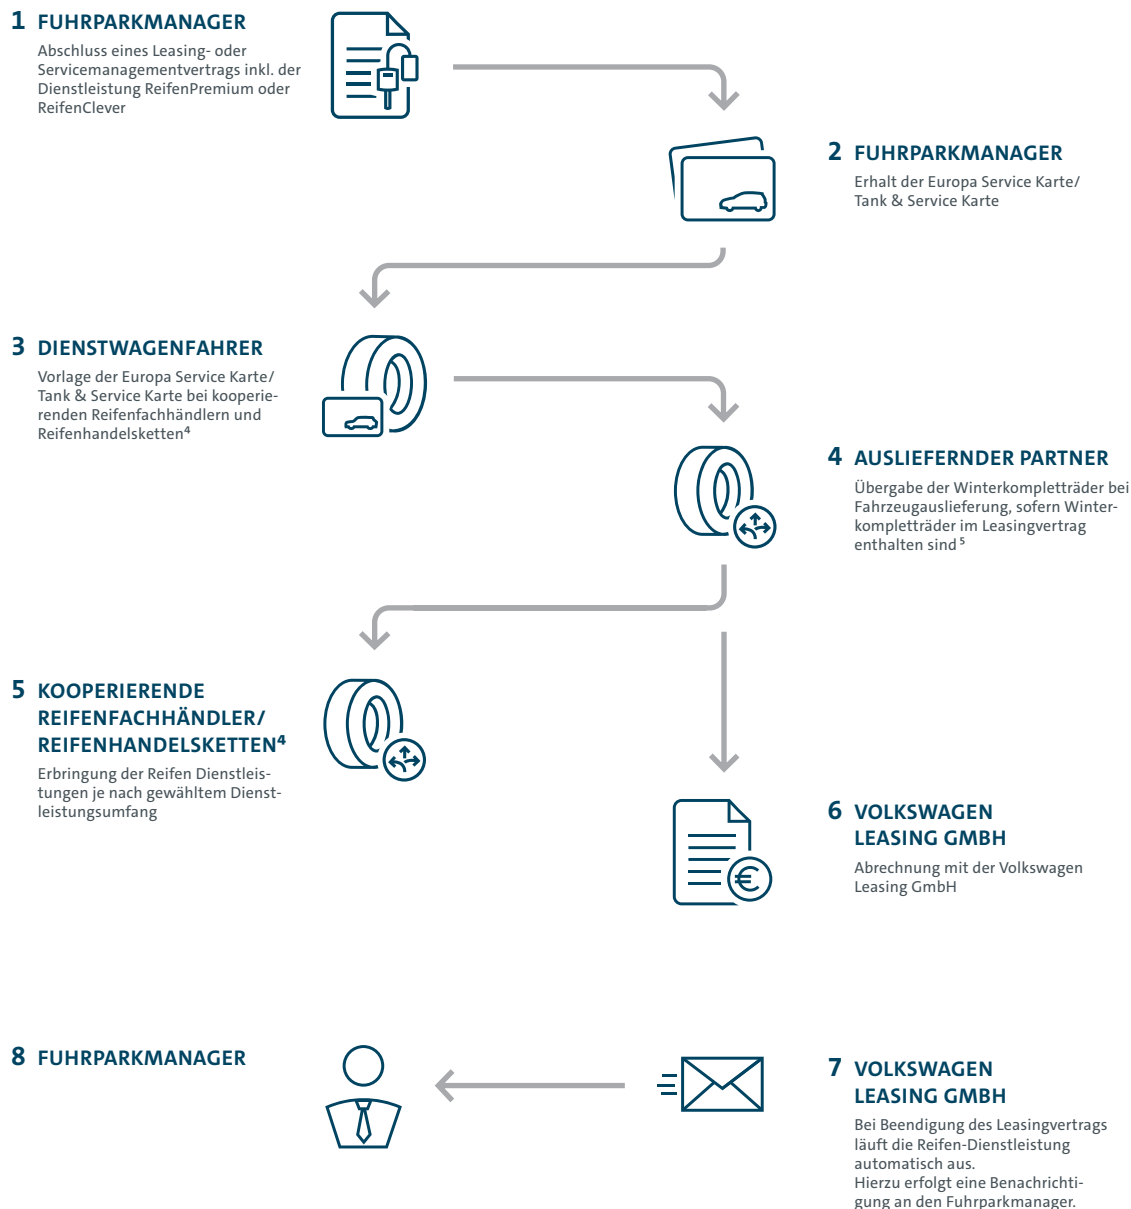 1 FUHRPARKMANAGER
Abschluss eines Leasing- oder
Servicemanagementvertrags inkl. der
Dienstleistung ReifenPremium oder
ReifenClever
2 FUHRPARKMANAGER
Erhalt der Europa Service Karte/
Tank & Service Karte
3 DIENSTWAGENFAHRER
Vorlage der Europa Service Karte/
Tank & Service Karte bei kooperie-
renden Reifenfachhändlern und
Reifenhandelsketten⁴
4 AUSLIEFERNDER PARTNER
Übergabe der Winterkompletträder bei
Fahrzeugauslieferung, sofern Winter-
kompletträder im Leasingvertrag
enthalten sind ⁵
5 KOOPERIERENDE
REIFENFACHHÄNDLER/
REIFENHANDELSKETTEN⁴
Erbringung der Reifen Dienstleis-
tungen je nach gewähltem Dienst-
leistungsumfang
6 VOLKSWAGEN
LEASING GMBH
Abrechnung mit der Volkswagen
Leasing GmbH
€
7 VOLKSWAGEN
LEASING GMBH
Bei Beendigung des Leasingvertrags
läuft die Reifen-Dienstleistung
automatisch aus.
Hierzu erfolgt eine Benachrichti-
gung an den Fuhrparkmanager.
8 FUHRPARKMANAGER